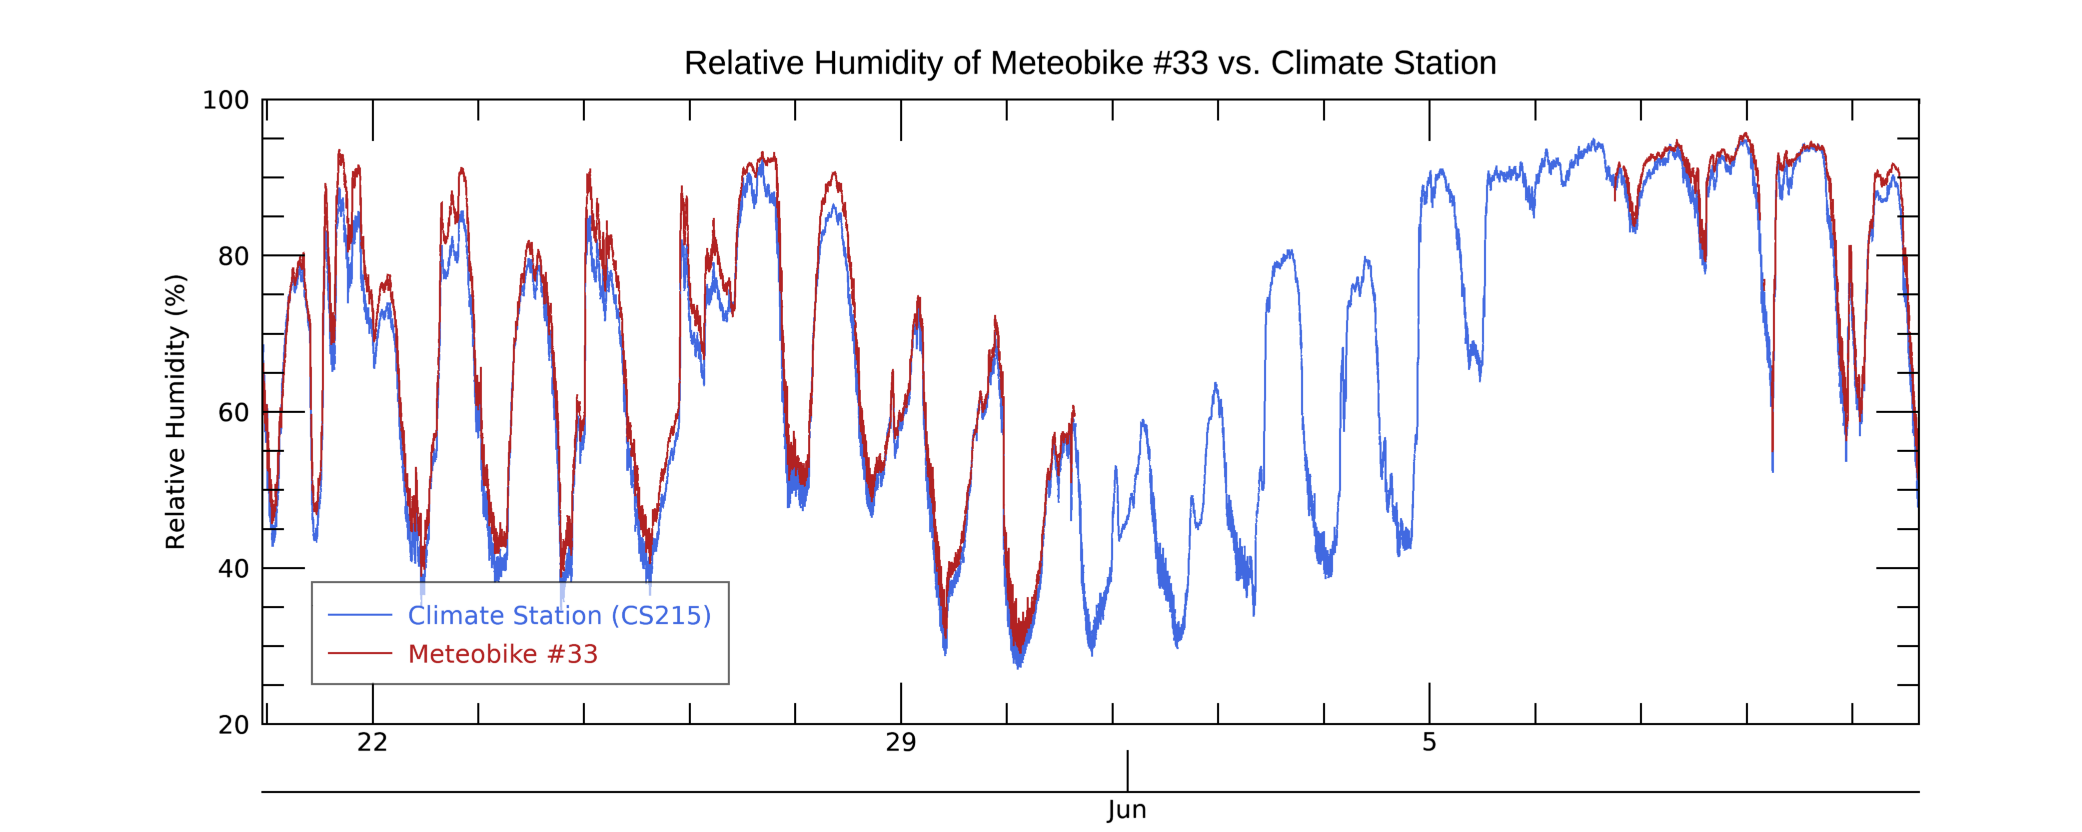 Relative Humidity of Meteobike #33 vs. Climate Station
Relative Humidity (%)
100
80
60
40
20
Climate Station (CS215)
Meteobike #33
22
29
5
Jun